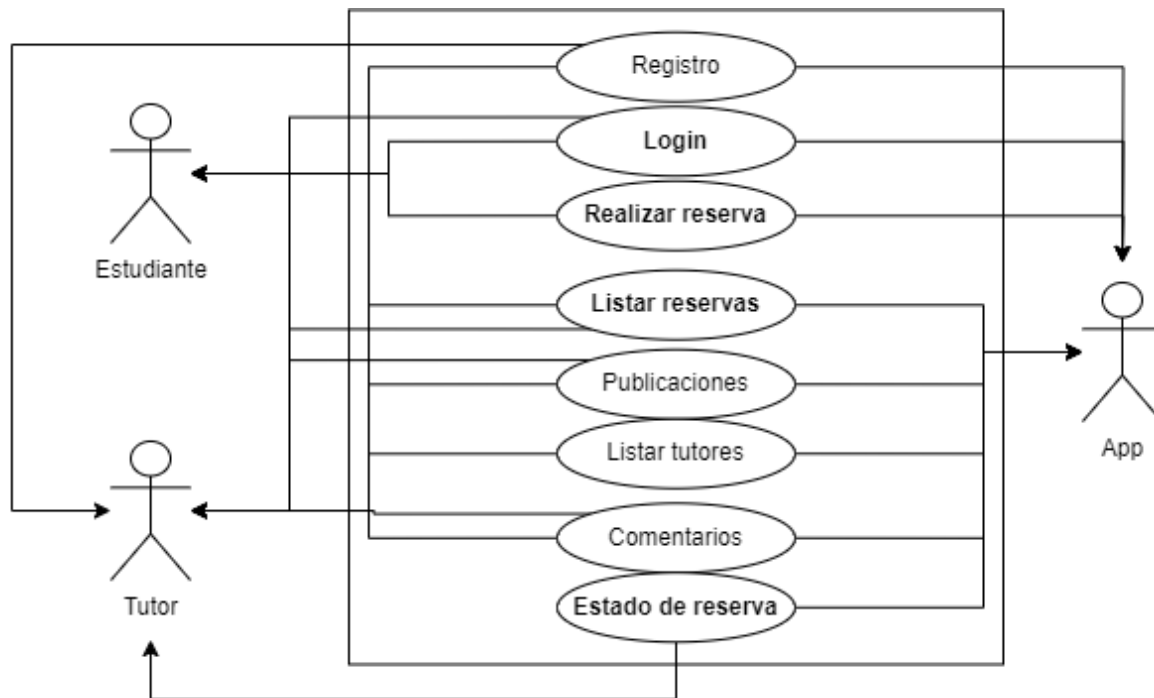 Registro
Login
Realizar reserva
Estudiante
Listar reservas
Publicaciones
App
Listar tutores
Comentarios
Tutor
Estado de reserva